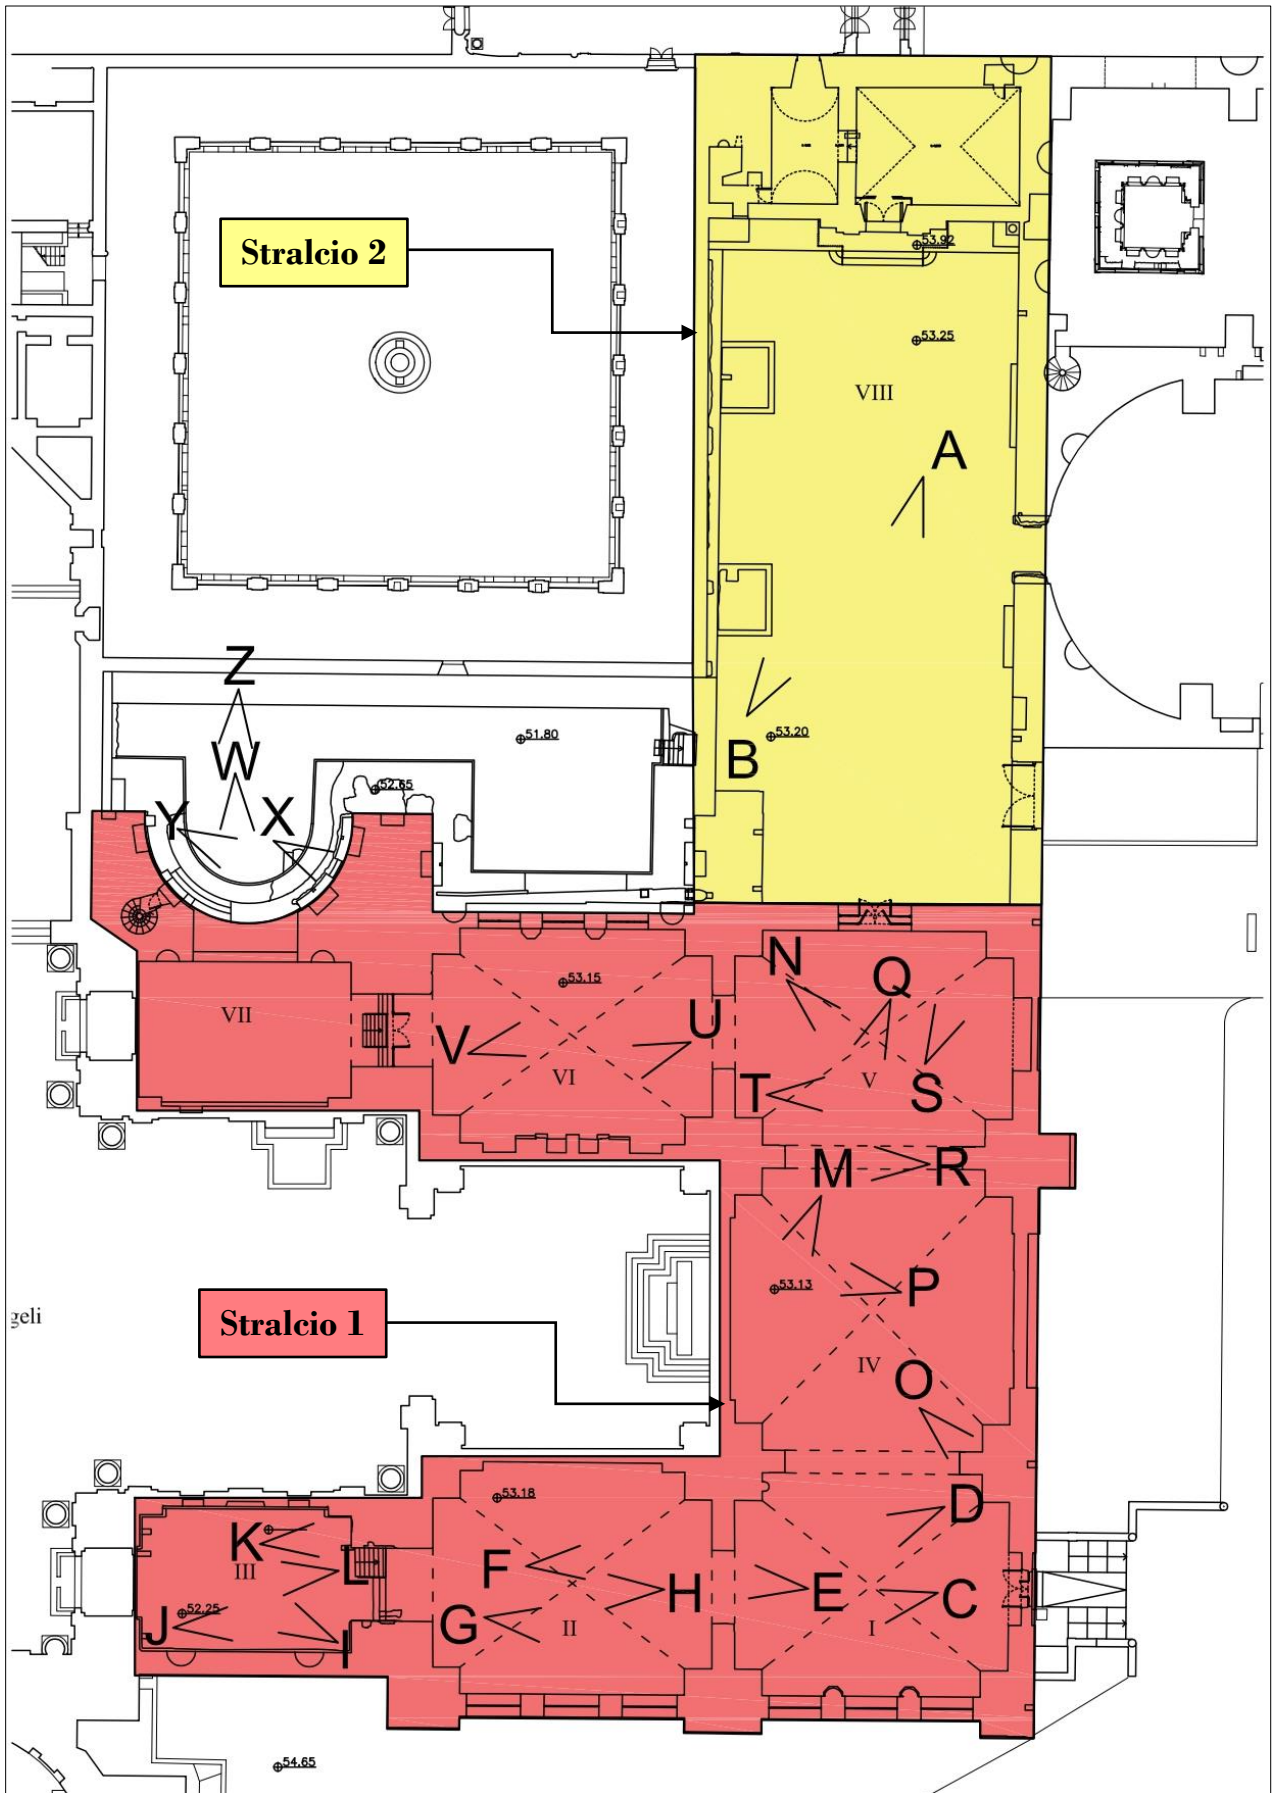 53.92
Stralcio 2
53.25
VIII
A
Z
51.80
53.20
W
B
52.65
Y
X
N
Q
53.15
VII
U
V
VI
V
T
S
M
R
53.13
P
geli
Stralcio 1
IV
O
53.18
D
K
F
III
L
H
E
C
52.25
J
G
I
II
I
54.65